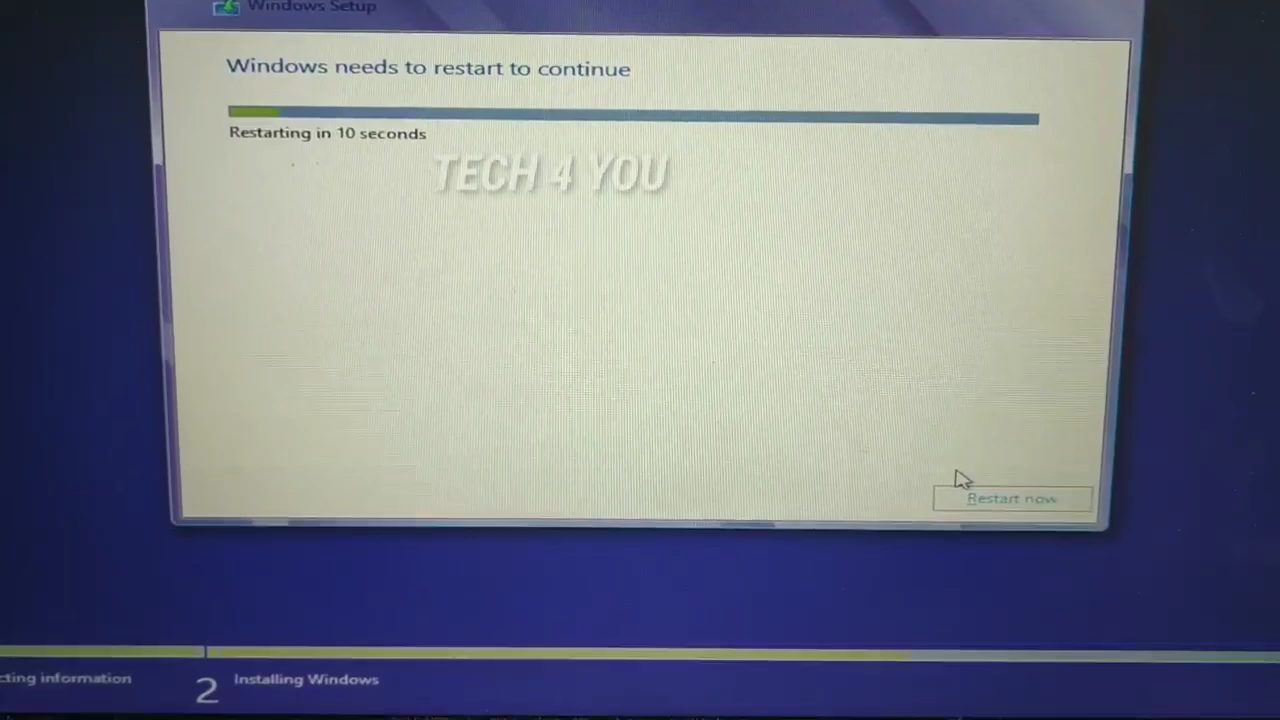 Windows Setup
Windows needs to restart to continue
Restarting in 10 seconds
TECH 4 YOU
Restart now
cting information
2 Installing Windows